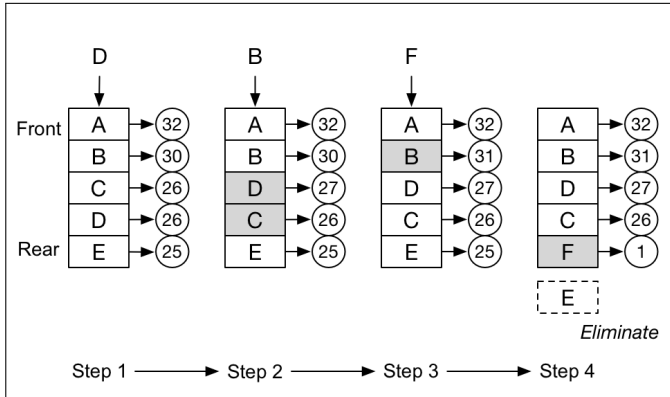 D B F
Front A 32 A 32 A 32 A 32
B 30 B 30 B 31 B 31
C 26 D 27 D 27 D 27
D 26 C 26 C 26 C 26
Rear E 25 E 25 E 25 F 1
E
Eliminate
Step 1 Step 2 Step 3 Step 4